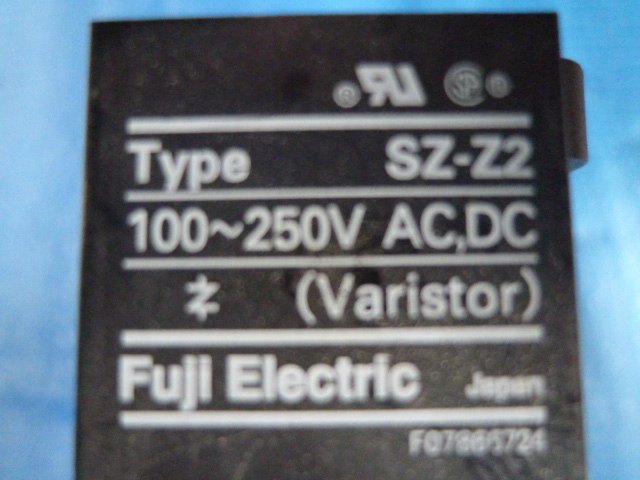 Type SZ-Z2
100~250V AC,DC
(Varistor)
Fuji Electric Japan